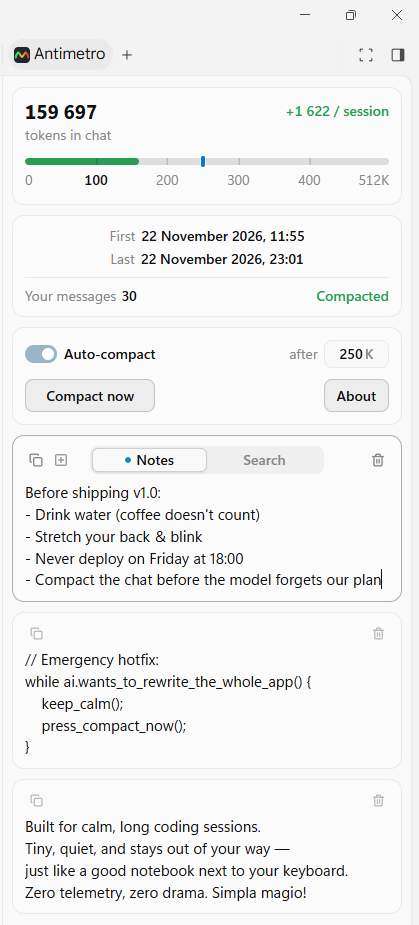 Antimetro
159 697
+1 622 / session
tokens in chat
0 100 200 300 400 512K
First 22 November 2026, 11:55
Last 22 November 2026, 23:01
Your messages 30
Compacted
Auto-compact
after 250 K
Compact now
About
Notes
Search
Before shipping v1.0:
- Drink water (coffee doesn't count)
- Stretch your back & blink
- Never deploy on Friday at 18:00
- Compact the chat before the model forgets our plan
// Emergency hotfix:
while ai.wants_to_rewrite_the_whole_app() {
    keep_calm();
    press_compact_now();
}
Built for calm, long coding sessions.
Tiny, quiet, and stays out of your way —
just like a good notebook next to your keyboard.
Zero telemetry, zero drama. Simpla magio!